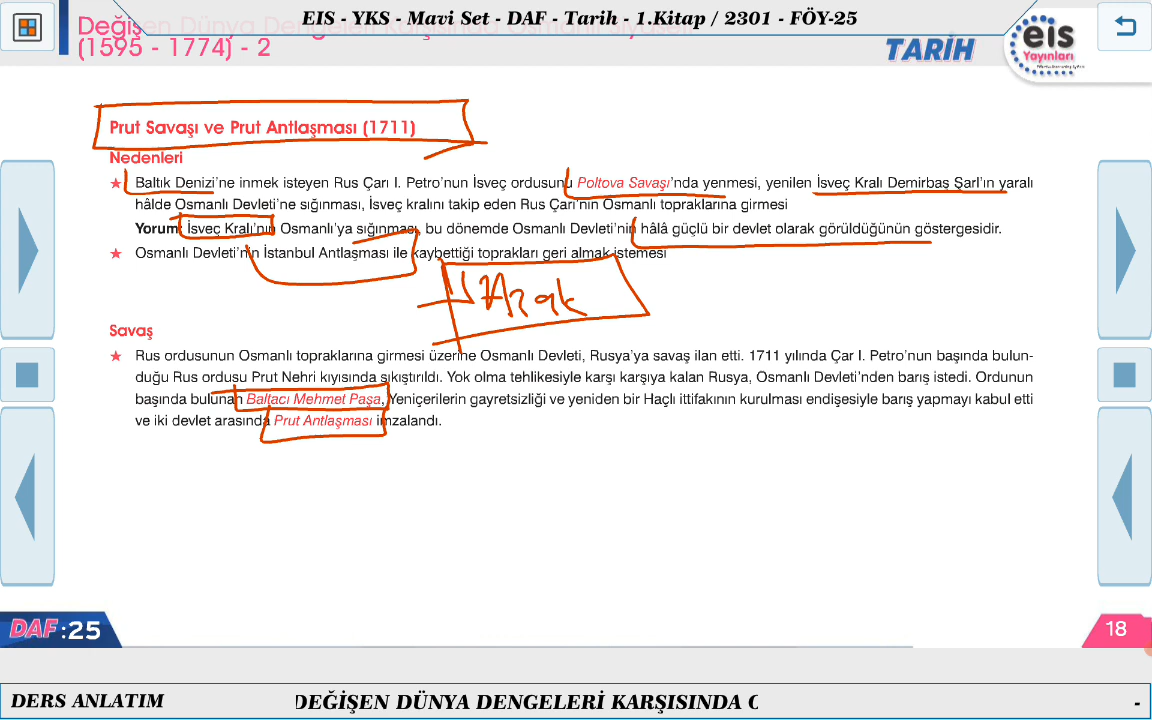 EIS - YKS - Mavi Set - DAF - Tarih - 1.Kitap / 2301 - FÖY-25
Değişen Dünya Dengeleri Karşısında Osmanlı Siyaseti
(1595 - 1774) - 2
TARİH
eis
Yayınları
Prut Savaşı ve Prut Antlaşması (1711)
Nedenleri
★ Baltık Denizi'ne inmek isteyen Rus Çarı I. Petro'nun İsveç ordusunu Poltova Savaşı'nda yenmesi, yenilen İsveç Kralı Demirbaş Şarl'ın yaralı
hâlde Osmanlı Devleti'ne sığınması, İsveç kralını takip eden Rus Çarı'nın Osmanlı topraklarına girmesi
Yorum: İsveç Kralı'nın Osmanlı'ya sığınması, bu dönemde Osmanlı Devleti'nin hâlâ güçlü bir devlet olarak görüldüğünün göstergesidir.
★ Osmanlı Devleti'nin İstanbul Antlaşması ile kaybettiği toprakları geri almak istemesi
Azak
Savaş
★ Rus ordusunun Osmanlı topraklarına girmesi üzerine Osmanlı Devleti, Rusya'ya savaş ilan etti. 1711 yılında Çar I. Petro'nun başında bulun-
duğu Rus ordusu Prut Nehri kıyısında sıkıştırıldı. Yok olma tehlikesiyle karşı karşıya kalan Rusya, Osmanlı Devleti'nden barış istedi. Ordunun
başında bulunan Baltacı Mehmet Paşa, Yeniçerilerin gayretsizliği ve yeniden bir Haçlı ittifakının kurulması endişesiyle barış yapmayı kabul etti
ve iki devlet arasında Prut Antlaşması imzalandı.
DAF :25
18
DERS ANLATIM
DEĞİŞEN DÜNYA DENGELERİ KARŞISINDA O
-